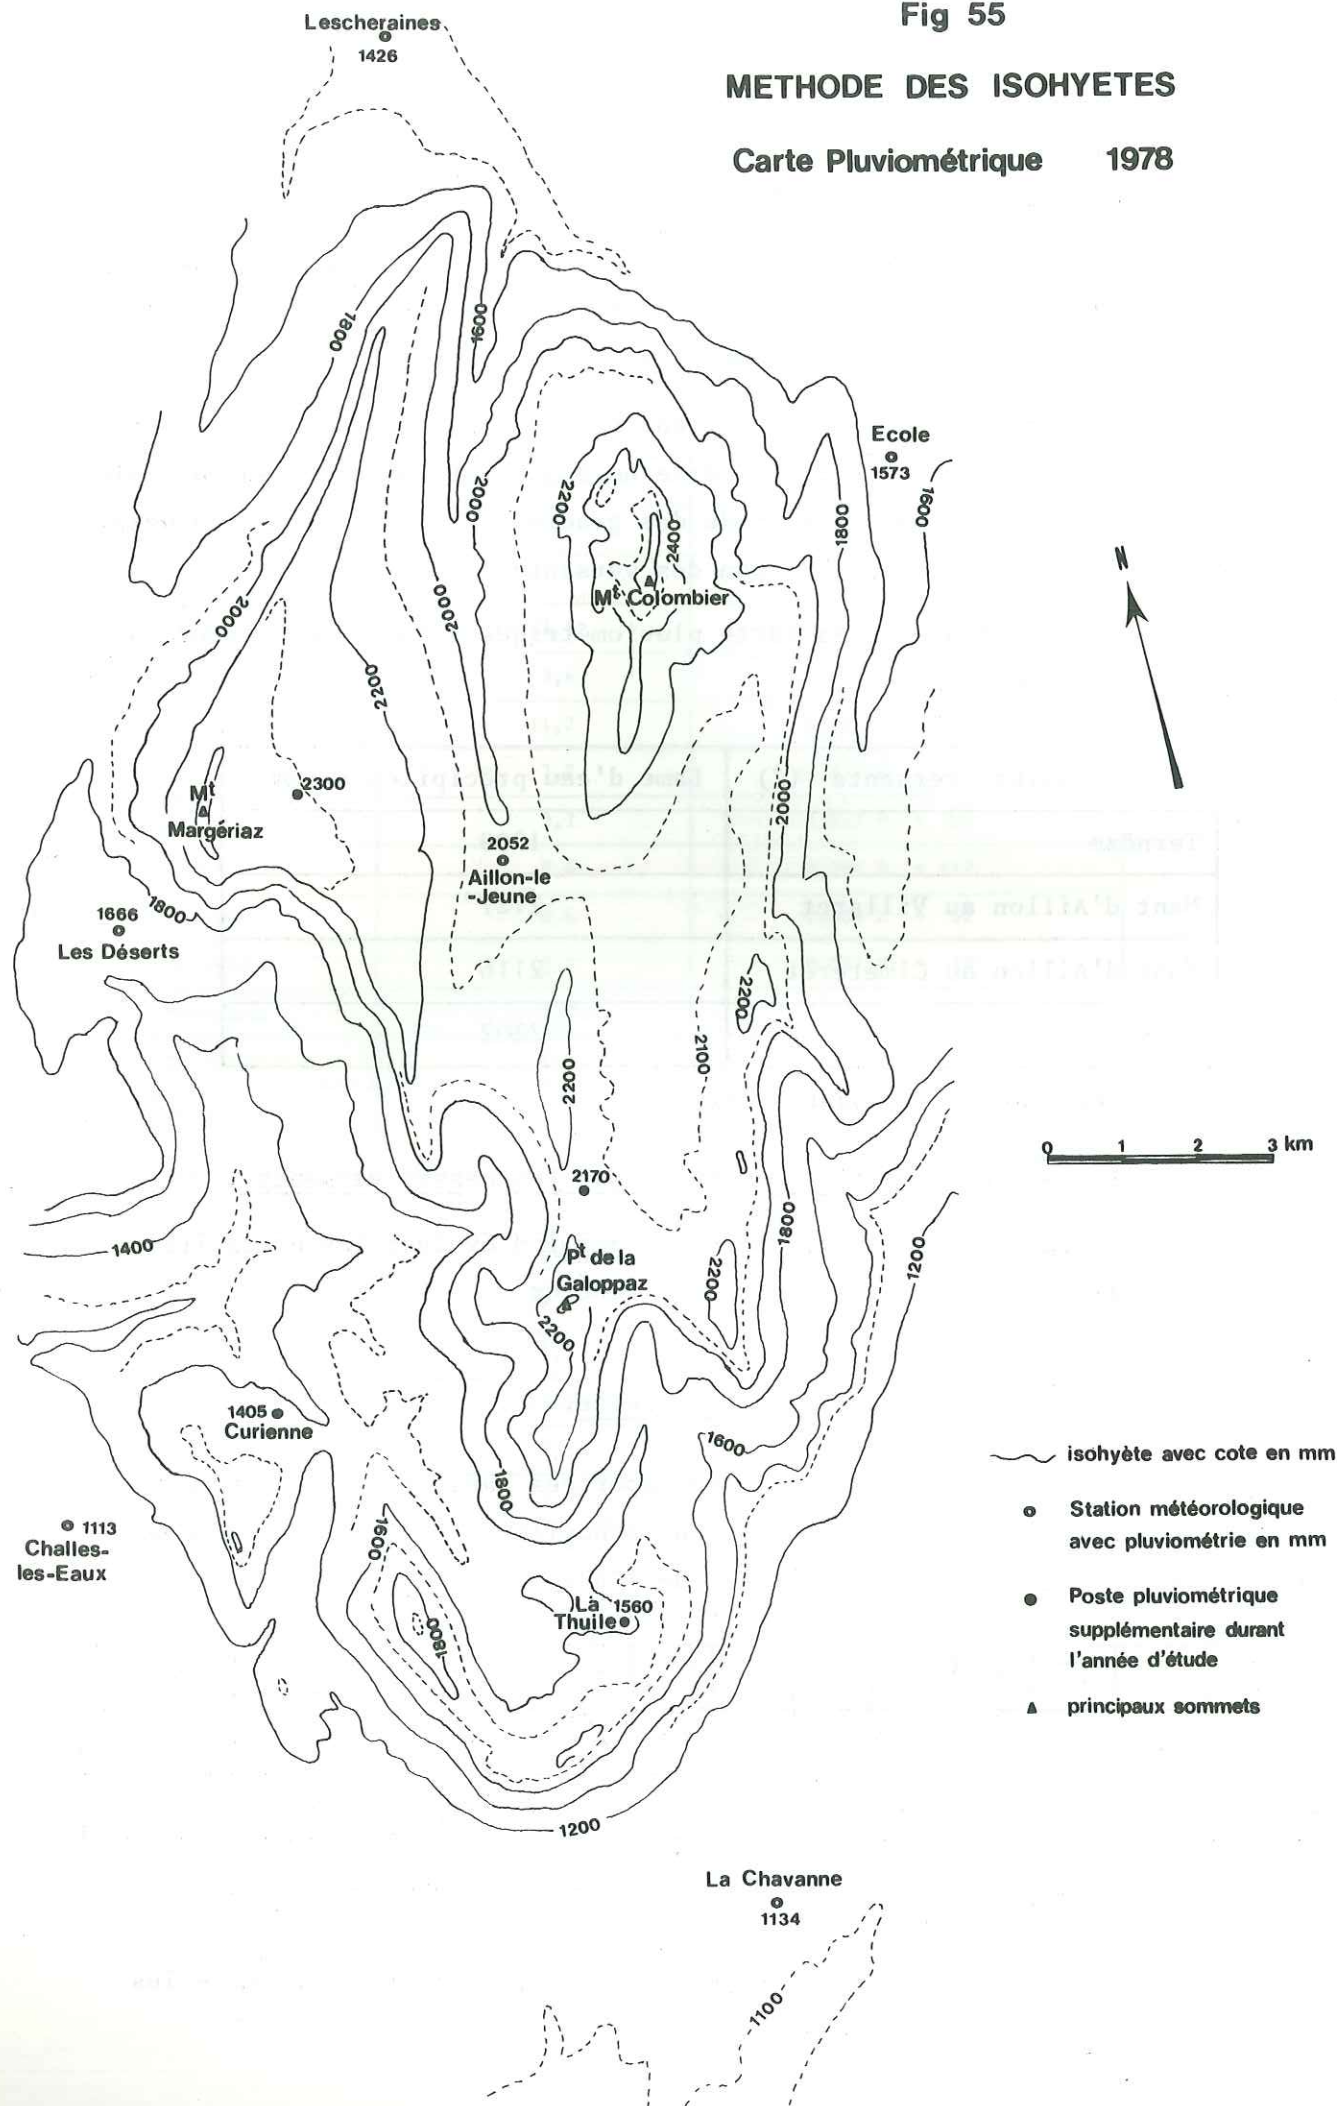 Fig 55
METHODE DES ISOHYETES
Carte Pluviométrique 1978
Lescheraines
1426
1800
1600
Ecole
1573
1600
2000
2200
2400
1800
Mt Colombier
N
2000
2000
2200
2300
Mt
Margériaz
2000
2052
Aillon-le
-Jeune
1666
1800
Les Déserts
2200
2100
2200
0 1 2 3 km
2170
1400
1800
1200
Pt de la
Galoppaz
2200
2200
1405
Curienne
1600
1800
1113
Challes-
les-Eaux
1600
La 1560
Thuile
1800
isohyète avec cote en mm
Station météorologique
avec pluviométrie en mm
Poste pluviométrique
supplémentaire durant
l'année d'étude
principaux sommets
1200
La Chavanne
1134
1100